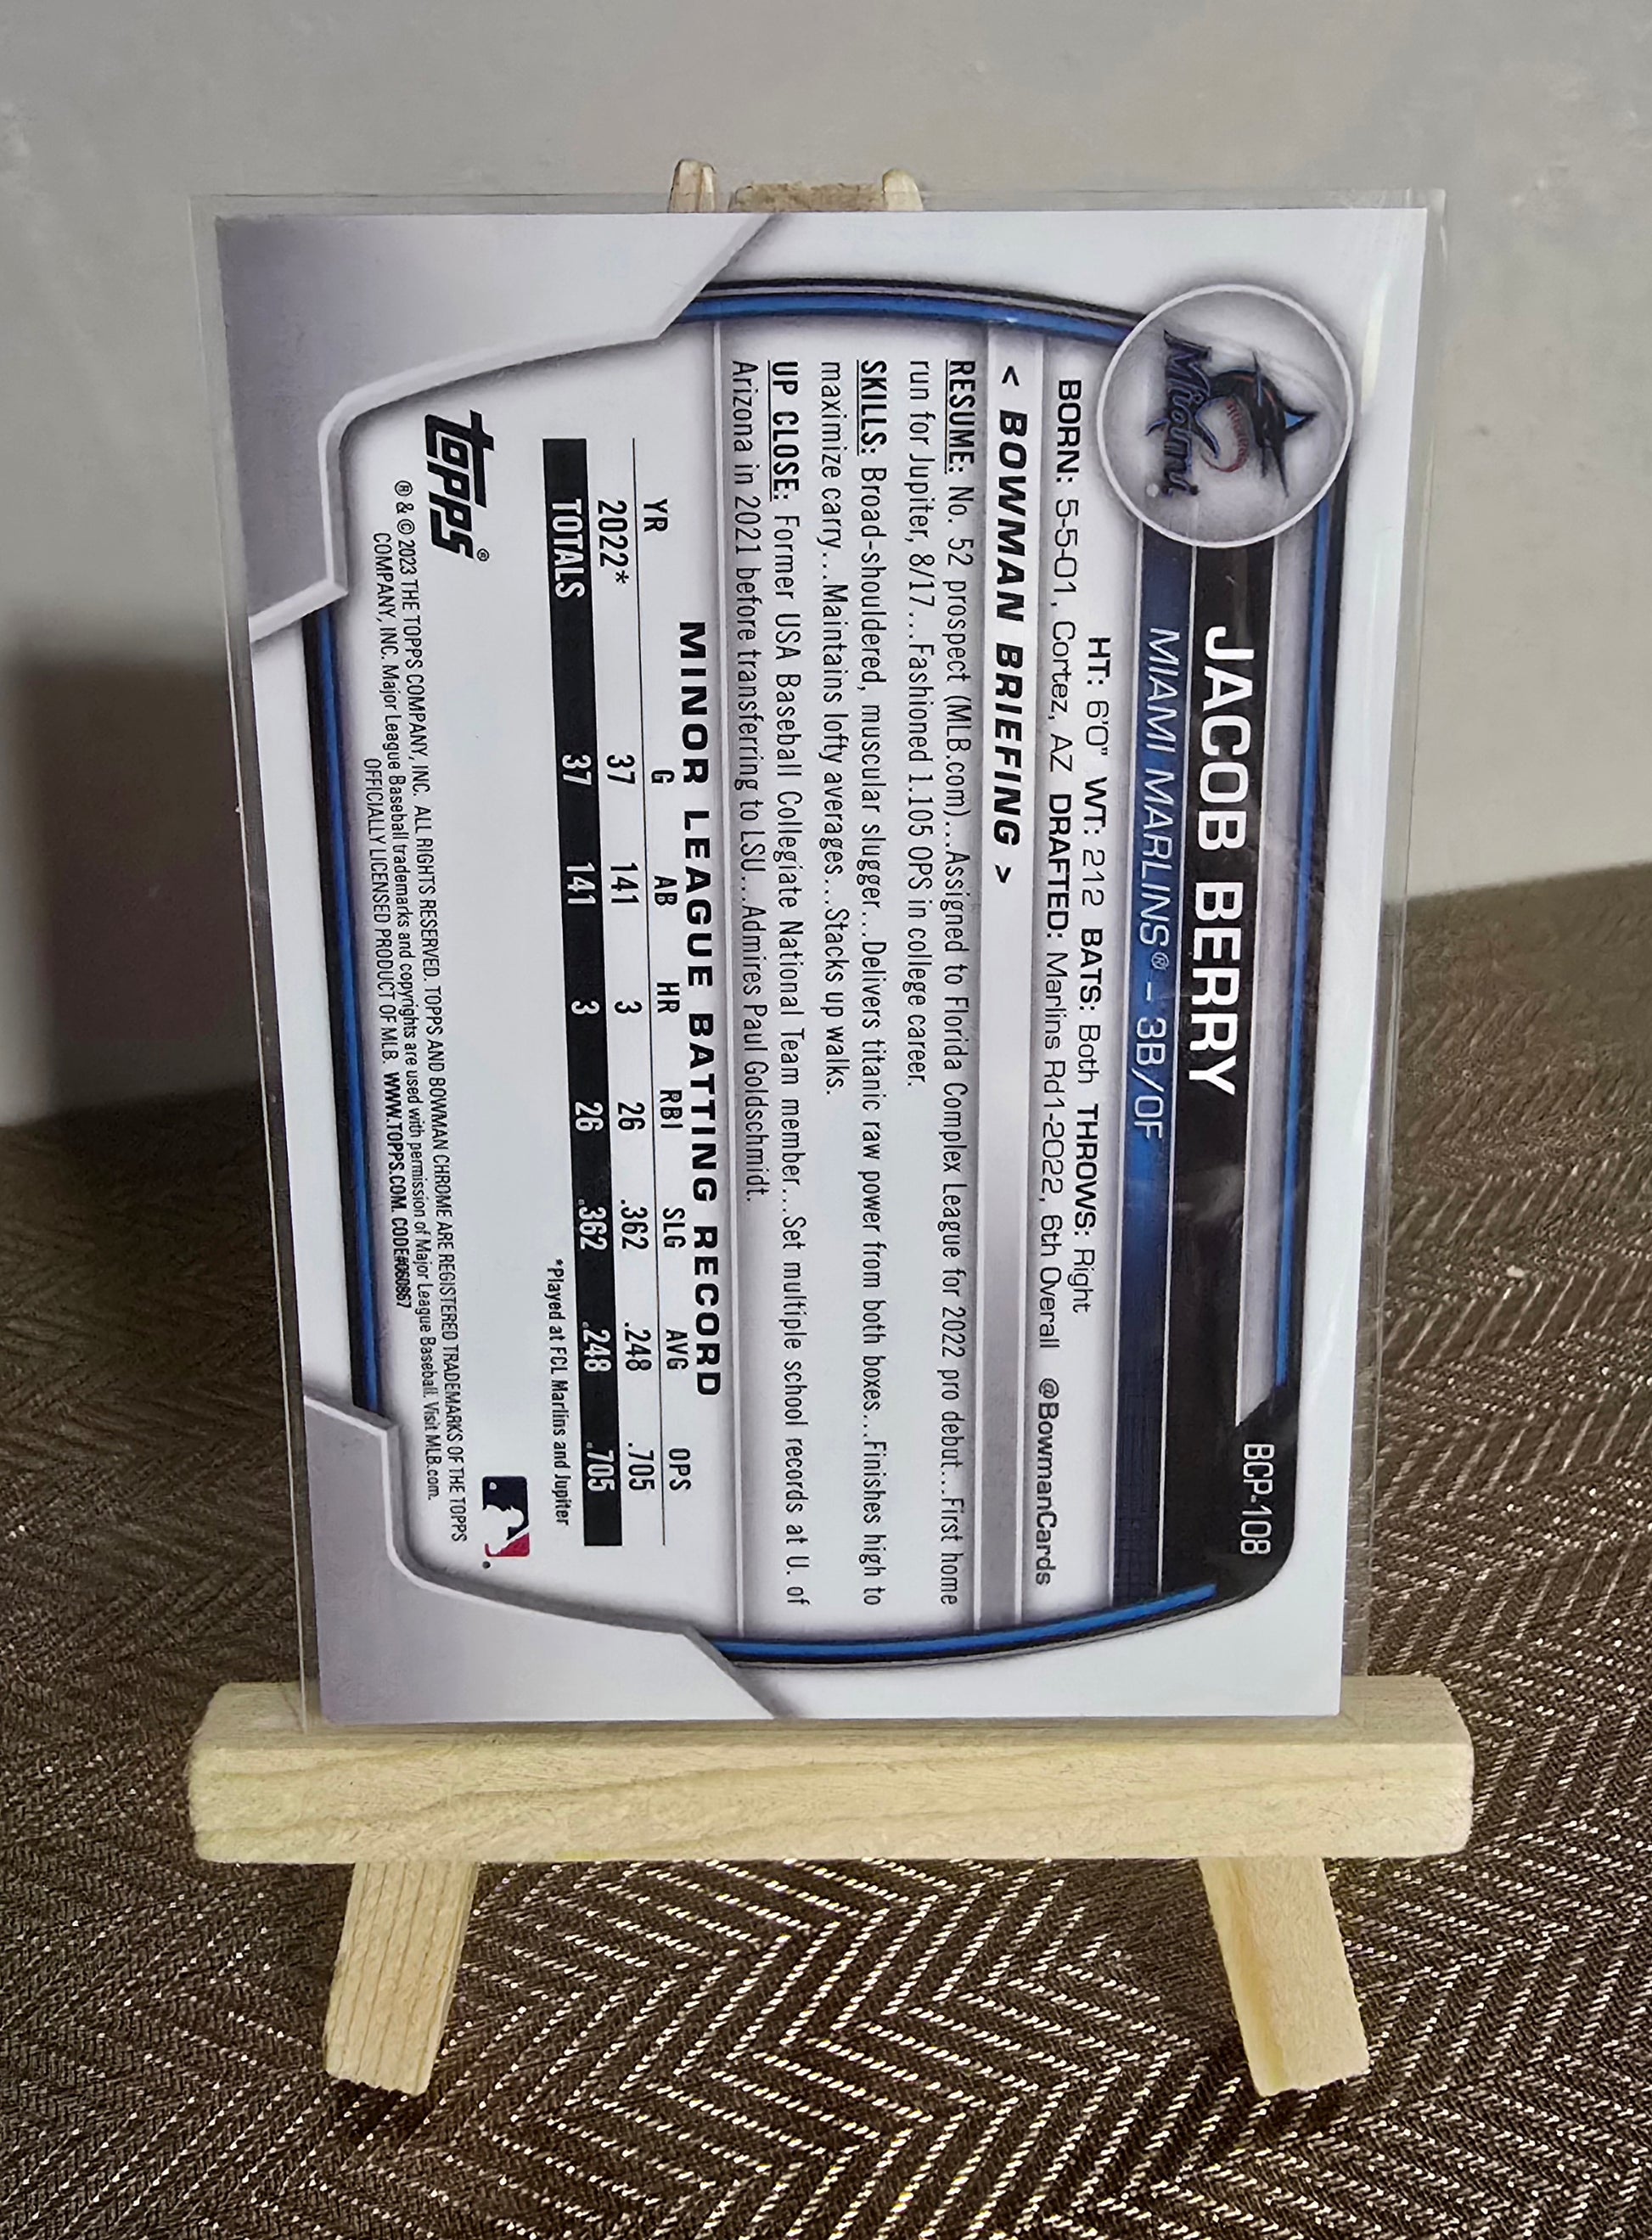 BCP-108
JACOB BERRY
MIAMI MARLINS® - 3B/OF
Miami
HT: 6'0" WT: 212 BATS: Both THROWS: Right
BORN: 5-5-01, Cortez, AZ DRAFTED: Marlins Rd1-2022, 6th Overall @BowmanCards
< BOWMAN BRIEFING >
RESUME: No. 52 prospect (MLB.com)...Assigned to Florida Complex League for 2022 pro debut...First home
run for Jupiter, 8/17...Fashioned 1.105 OPS in college career.
SKILLS: Broad-shouldered, muscular slugger...Delivers titanic raw power from both boxes...Finishes high to
maximize carry...Maintains lofty averages...Stacks up walks.
UP CLOSE: Former USA Baseball Collegiate National Team member...Set multiple school records at U. of
Arizona in 2021 before transferring to LSU...Admires Paul Goldschmidt.
MINOR LEAGUE BATTING RECORD
YR G AB HR RBI SLG AVG OPS
2022* 37 141 3 26 .362 .248 .705
TOTALS 37 141 3 26 .362 .248 .705
*Played at FCL Marlins and Jupiter
topps®
® & © 2023 THE TOPPS COMPANY, INC. ALL RIGHTS RESERVED. TOPPS AND BOWMAN CHROME ARE REGISTERED TRADEMARKS OF THE TOPPS
COMPANY, INC. Major League Baseball trademarks and copyrights are used with permission of Major League Baseball. Visit MLB.com.
OFFICIALLY LICENSED PRODUCT OF MLB. WWW.TOPPS.COM. CODE#060867